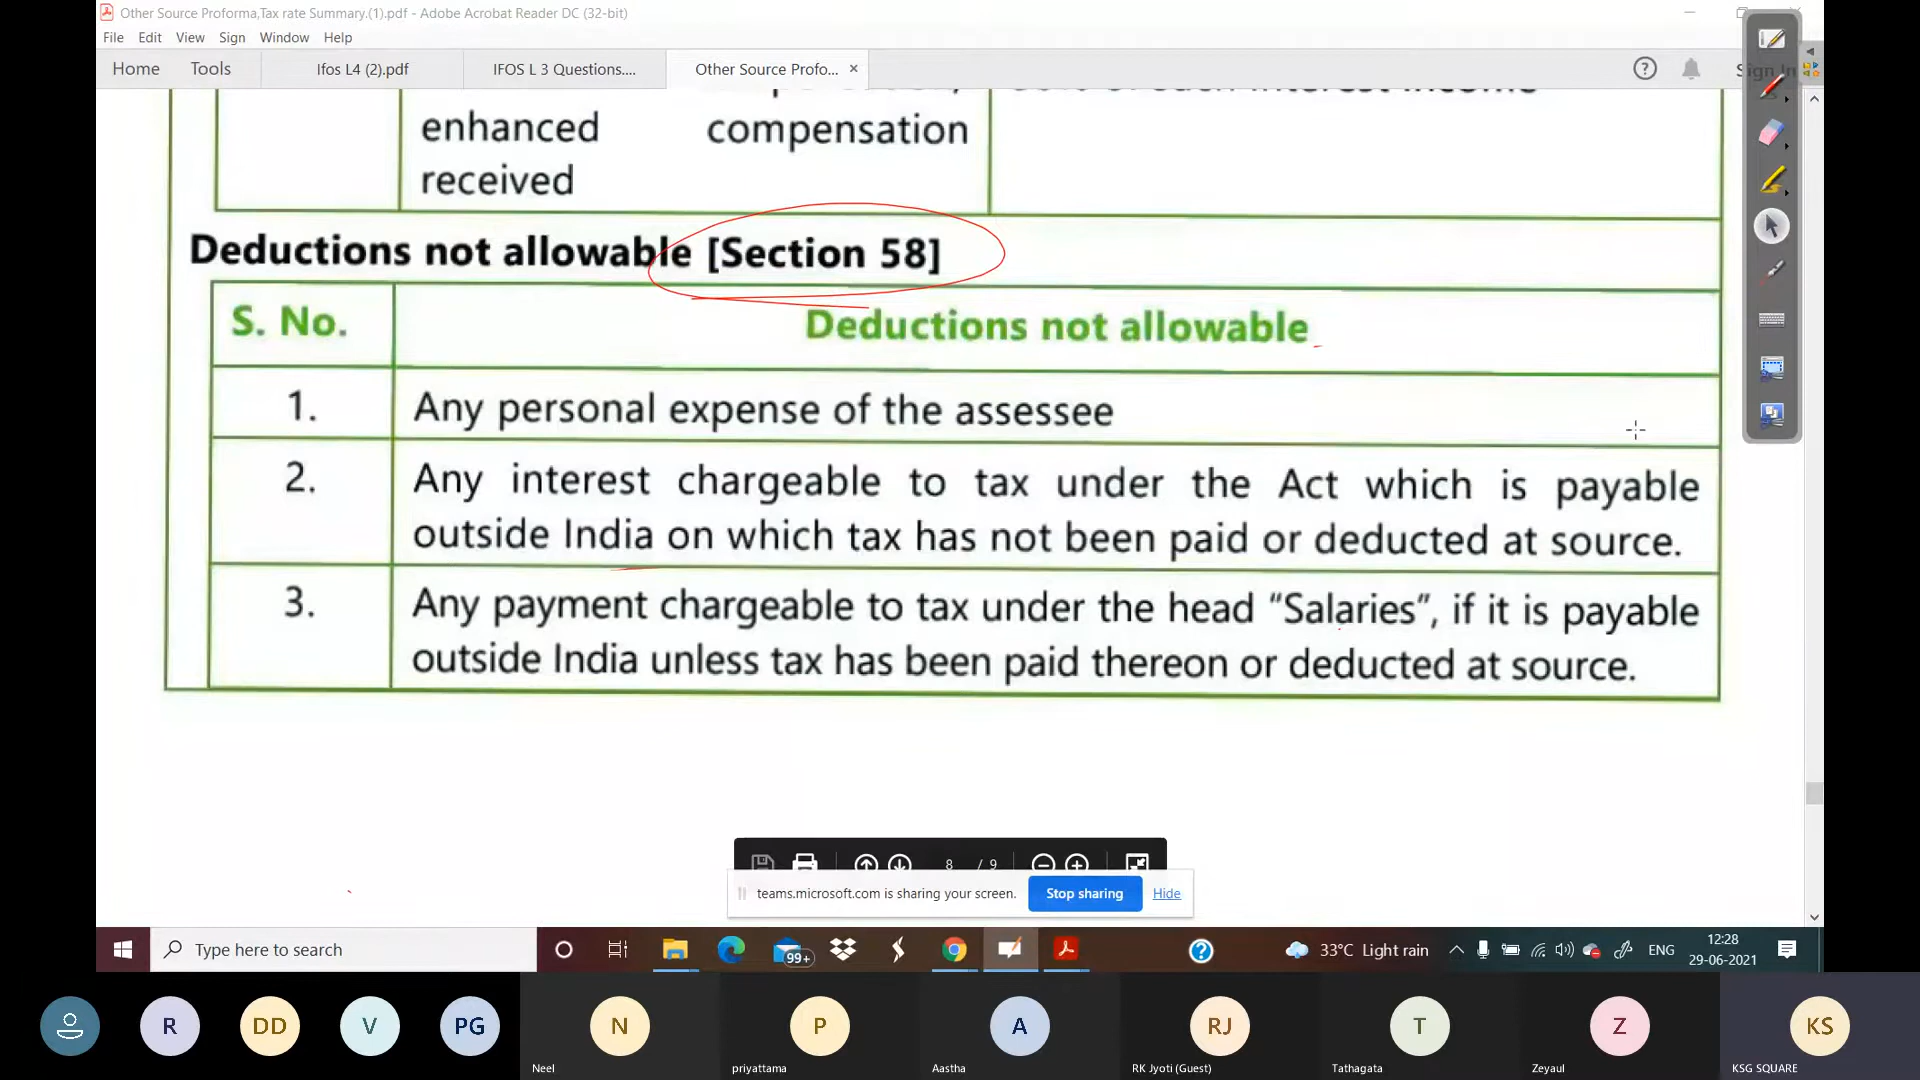 Other Source Proforma,Tax rate Summary.(1).pdf - Adobe Acrobat Reader DC (32-bit)
File Edit View Sign Window Help
Home Tools Ifos L4 (2).pdf IFOS L 3 Questions.... Other Source Profo... × Sign In
enhanced compensation
received
Deductions not allowable [Section 58]
S. No. Deductions not allowable
1. Any personal expense of the assessee
2. Any interest chargeable to tax under the Act which is payable
outside India on which tax has not been paid or deducted at source.
3. Any payment chargeable to tax under the head “Salaries”, if it is payable
outside India unless tax has been paid thereon or deducted at source.
8 / 9
teams.microsoft.com is sharing your screen. Stop sharing Hide
Type here to search 99+ 33°C Light rain ENG 12:28
29-06-2021
R DD V PG N P A RJ T Z KS
Neel priyattama Aastha RK Jyoti (Guest) Tathagata Zeyaul KSG SQUARE